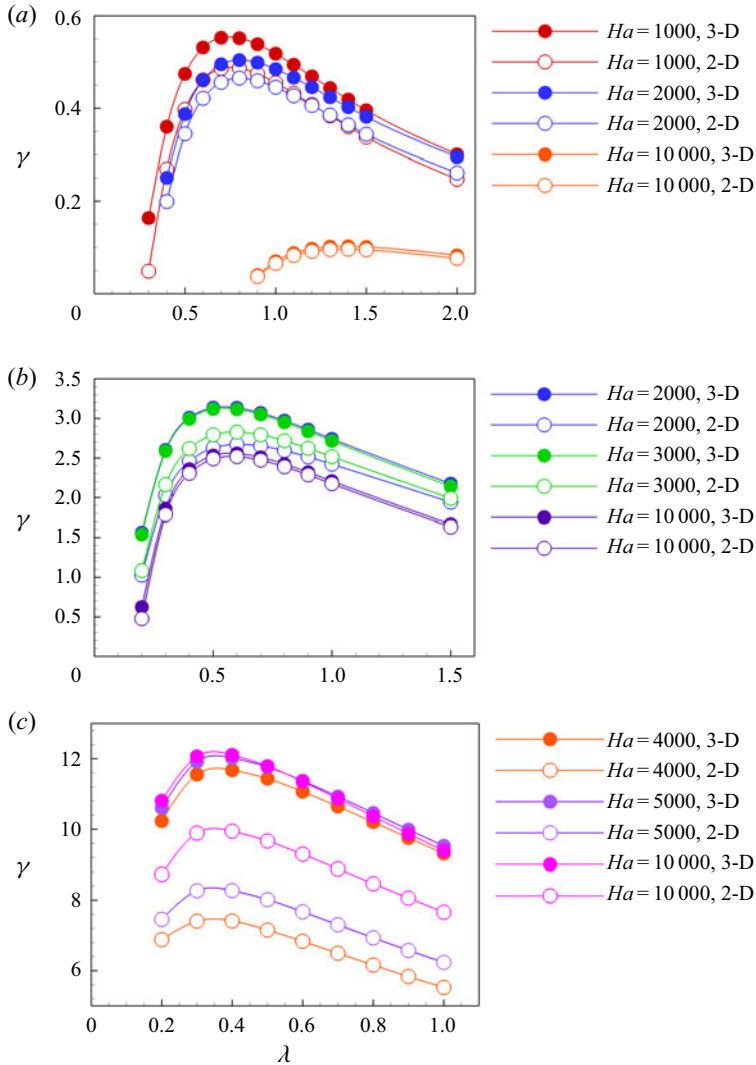 (a)
0.6
0.4
0.2
γ
0
0.5
1.0
1.5
2.0
Ha = 1000, 3-D
Ha = 1000, 2-D
Ha = 2000, 3-D
Ha = 2000, 2-D
Ha = 10 000, 3-D
Ha = 10 000, 2-D
(b)
3.5
3.0
2.5
2.0
1.5
1.0
0.5
γ
0
0.5
1.0
1.5
Ha = 2000, 3-D
Ha = 2000, 2-D
Ha = 3000, 3-D
Ha = 3000, 2-D
Ha = 10 000, 3-D
Ha = 10 000, 2-D
(c)
12
10
8
6
γ
0
0.2
0.4
0.6
0.8
1.0
λ
Ha = 4000, 3-D
Ha = 4000, 2-D
Ha = 5000, 3-D
Ha = 5000, 2-D
Ha = 10 000, 3-D
Ha = 10 000, 2-D